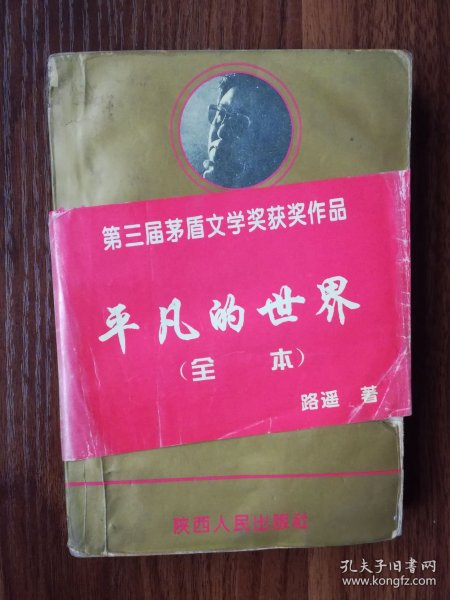 第三届茅盾文学奖获奖作品
平凡的世界
（全 本）
路遥 著
陕西人民出版社
孔夫子旧书网
www.kongfz.com